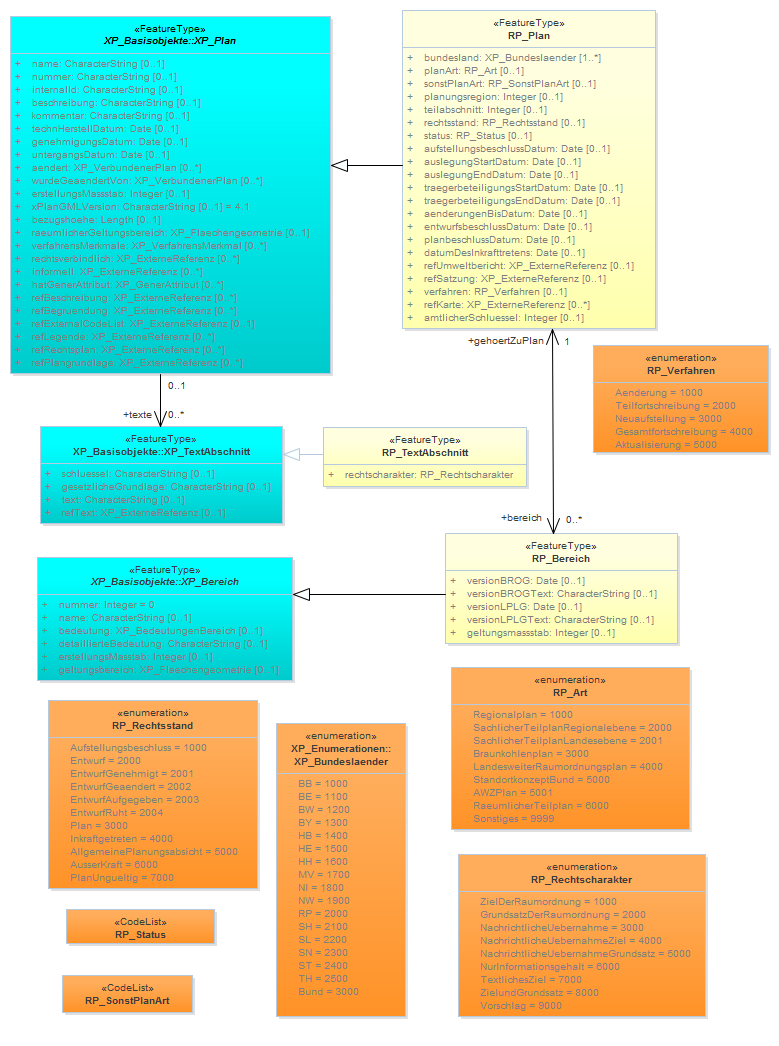 «FeatureType»
XP_Basisobjekte::XP_Plan
+ name: CharacterString [0..1]
+ nummer: CharacterString [0..1]
+ internalId: CharacterString [0..1]
+ beschreibung: CharacterString [0..1]
+ kommentar: CharacterString [0..1]
+ technHerstellDatum: Date [0..1]
+ genehmigungsDatum: Date [0..1]
+ untergangsDatum: Date [0..1]
+ aendert: XP_VerbundenerPlan [0..*]
+ wurdeGeaendertVon: XP_VerbundenerPlan [0..*]
+ erstellungsMassstab: Integer [0..1]
+ xPlanGMLVersion: CharacterString [0..1] = 4.1
+ bezugshoehe: Length [0..1]
+ raeumlicherGeltungsbereich: XP_Flaechengeometrie [0..1]
+ verfahrensMerkmale: XP_VerfahrensMerkmal [0..*]
+ rechtsverbindlich: XP_ExterneReferenz [0..*]
+ informell: XP_ExterneReferenz [0..*]
+ hatGenerAttribut: XP_GenerAttribut [0..*]
+ refBeschreibung: XP_ExterneReferenz [0..*]
+ refBegruendung: XP_ExterneReferenz [0..*]
+ refExternalCodeList: XP_ExterneReferenz [0..1]
+ refLegende: XP_ExterneReferenz [0..*]
+ refRechtsplan: XP_ExterneReferenz [0..*]
+ refPlangrundlage: XP_ExterneReferenz [0..*]
«FeatureType»
RP_Plan
+ bundesland: XP_Bundeslaender [1..*]
+ planArt: RP_Art [0..1]
+ sonstPlanArt: RP_SonstPlanArt [0..1]
+ planungsregion: Integer [0..1]
+ teilabschnitt: Integer [0..1]
+ rechtsstand: RP_Rechtsstand [0..1]
+ status: RP_Status [0..1]
+ aufstellungsbeschlussDatum: Date [0..1]
+ auslegungStartDatum: Date [0..1]
+ auslegungEndDatum: Date [0..1]
+ traegerbeteiligungsStartDatum: Date [0..1]
+ traegerbeteiligungsEndDatum: Date [0..1]
+ aenderungenBisDatum: Date [0..1]
+ entwurfsbeschlussDatum: Date [0..1]
+ planbeschlussDatum: Date [0..1]
+ datumDesInkrafttretens: Date [0..1]
+ refUmweltbericht: XP_ExterneReferenz [0..1]
+ refSatzung: XP_ExterneReferenz [0..1]
+ verfahren: RP_Verfahren [0..1]
+ refKarte: XP_ExterneReferenz [0..*]
+ amtlicherSchluessel: Integer [0..1]
+gehoertZuPlan 1
«enumeration»
RP_Verfahren
Aenderung = 1000
Teilfortschreibung = 2000
Neuaufstellung = 3000
Gesamtfortschreibung = 4000
Aktualisierung = 5000
0..1
+texte 0..*
«FeatureType»
XP_Basisobjekte::XP_TextAbschnitt
+ schluessel: CharacterString [0..1]
+ gesetzlicheGrundlage: CharacterString [0..1]
+ text: CharacterString [0..1]
+ refText: XP_ExterneReferenz [0..1]
«FeatureType»
RP_TextAbschnitt
+ rechtscharakter: RP_Rechtscharakter
+bereich 0..*
«FeatureType»
RP_Bereich
+ versionBROG: Date [0..1]
+ versionBROGText: CharacterString [0..1]
+ versionLPLG: Date [0..1]
+ versionLPLGText: CharacterString [0..1]
+ geltungsmassstab: Integer [0..1]
«FeatureType»
XP_Basisobjekte::XP_Bereich
+ nummer: Integer = 0
+ name: CharacterString [0..1]
+ bedeutung: XP_BedeutungenBereich [0..1]
+ detaillierteBedeutung: CharacterString [0..1]
+ erstellungsMasstab: Integer [0..1]
+ geltungsbereich: XP_Flaechengeometrie [0..1]
«enumeration»
RP_Rechtsstand
Aufstellungsbeschluss = 1000
Entwurf = 2000
EntwurfGenehmigt = 2001
EntwurfGeaendert = 2002
EntwurfAufgegeben = 2003
EntwurfRuht = 2004
Plan = 3000
Inkraftgetreten = 4000
AllgemeinePlanungsabsicht = 5000
AusserKraft = 6000
PlanUngueltig = 7000
«CodeList»
RP_Status
«CodeList»
RP_SonstPlanArt
«enumeration»
XP_Enumerationen::
XP_Bundeslaender
BB = 1000
BE = 1100
BW = 1200
BY = 1300
HB = 1400
HE = 1500
HH = 1600
MV = 1700
NI = 1800
NW = 1900
RP = 2000
SH = 2100
SL = 2200
SN = 2300
ST = 2400
TH = 2500
Bund = 3000
«enumeration»
RP_Art
Regionalplan = 1000
SachlicherTeilplanRegionalebene = 2000
SachlicherTeilplanLandesebene = 2001
Braunkohlenplan = 3000
LandesweiterRaumordnungsplan = 4000
StandortkonzeptBund = 5000
AWZPlan = 5001
RaeumlicherTeilplan = 6000
Sonstiges = 9999
«enumeration»
RP_Rechtscharakter
ZielDerRaumordnung = 1000
GrundsatzDerRaumordnung = 2000
NachrichtlicheUebernahme = 3000
NachrichtlicheUebernahmeZiel = 4000
NachrichtlicheUebernahmeGrundsatz = 5000
NurInformationsgehalt = 6000
TextlichesZiel = 7000
ZielundGrundsatz = 8000
Vorschlag = 9000